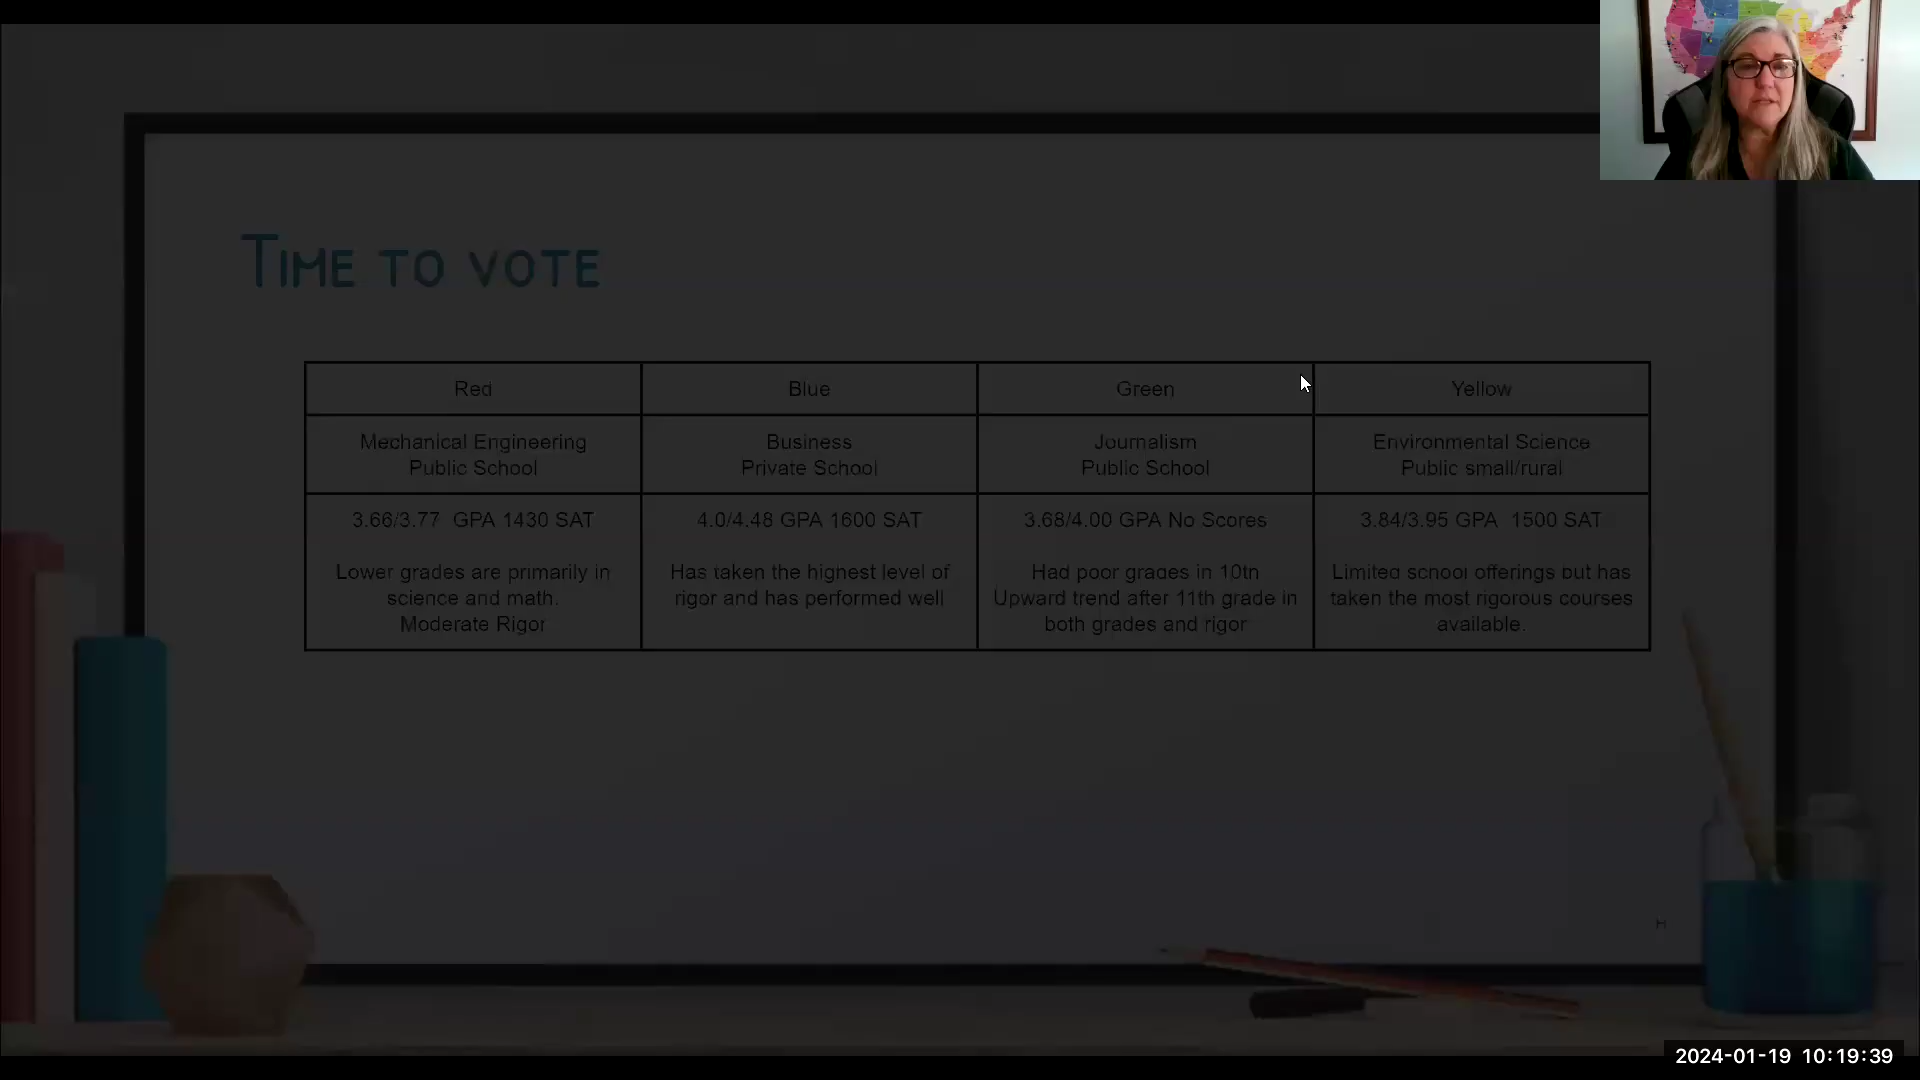 TIME TO VOTE
Red
Blue
Green
Yellow
Mechanical Engineering
Public School
Business
Private School
Journalism
Public School
Environmental Science
Public small/rural
3.66/3.77 GPA 1430 SAT
Lower grades are primarily in
science and math.
Moderate Rigor
4.0/4.48 GPA 1600 SAT
Has taken the highest level of
rigor and has performed well
3.68/4.00 GPA No Scores
Had poor grades in 10th
Upward trend after 11th grade in
both grades and rigor
3.84/3.95 GPA 1500 SAT
Limited school offerings but has
taken the most rigorous courses
available.
2024-01-19 10:19:39